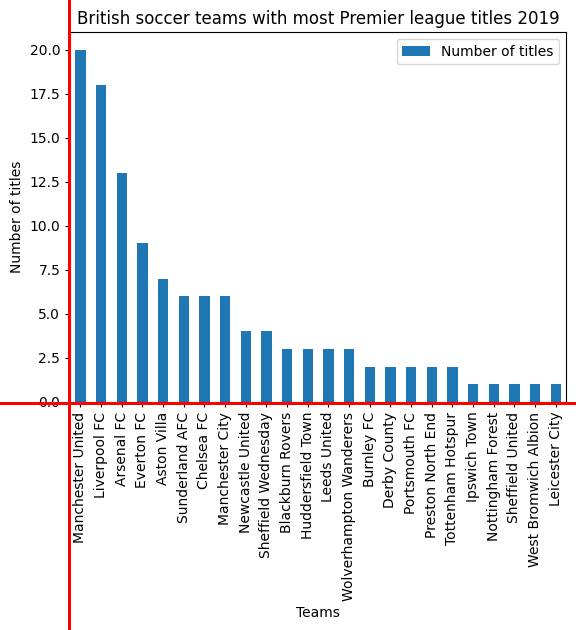 British soccer teams with most Premier league titles 2019
Number of titles
Number of titles
20.0
17.5
15.0
12.5
10.0
7.5
5.0
2.5
0.0
Manchester United
Liverpool FC
Arsenal FC
Everton FC
Aston Villa
Sunderland AFC
Chelsea FC
Manchester City
Newcastle United
Sheffield Wednesday
Blackburn Rovers
Huddersfield Town
Leeds United
Wolverhampton Wanderers
Burnley FC
Derby County
Portsmouth FC
Preston North End
Tottenham Hotspur
Ipswich Town
Nottingham Forest
Sheffield United
West Bromwich Albion
Leicester City
Teams